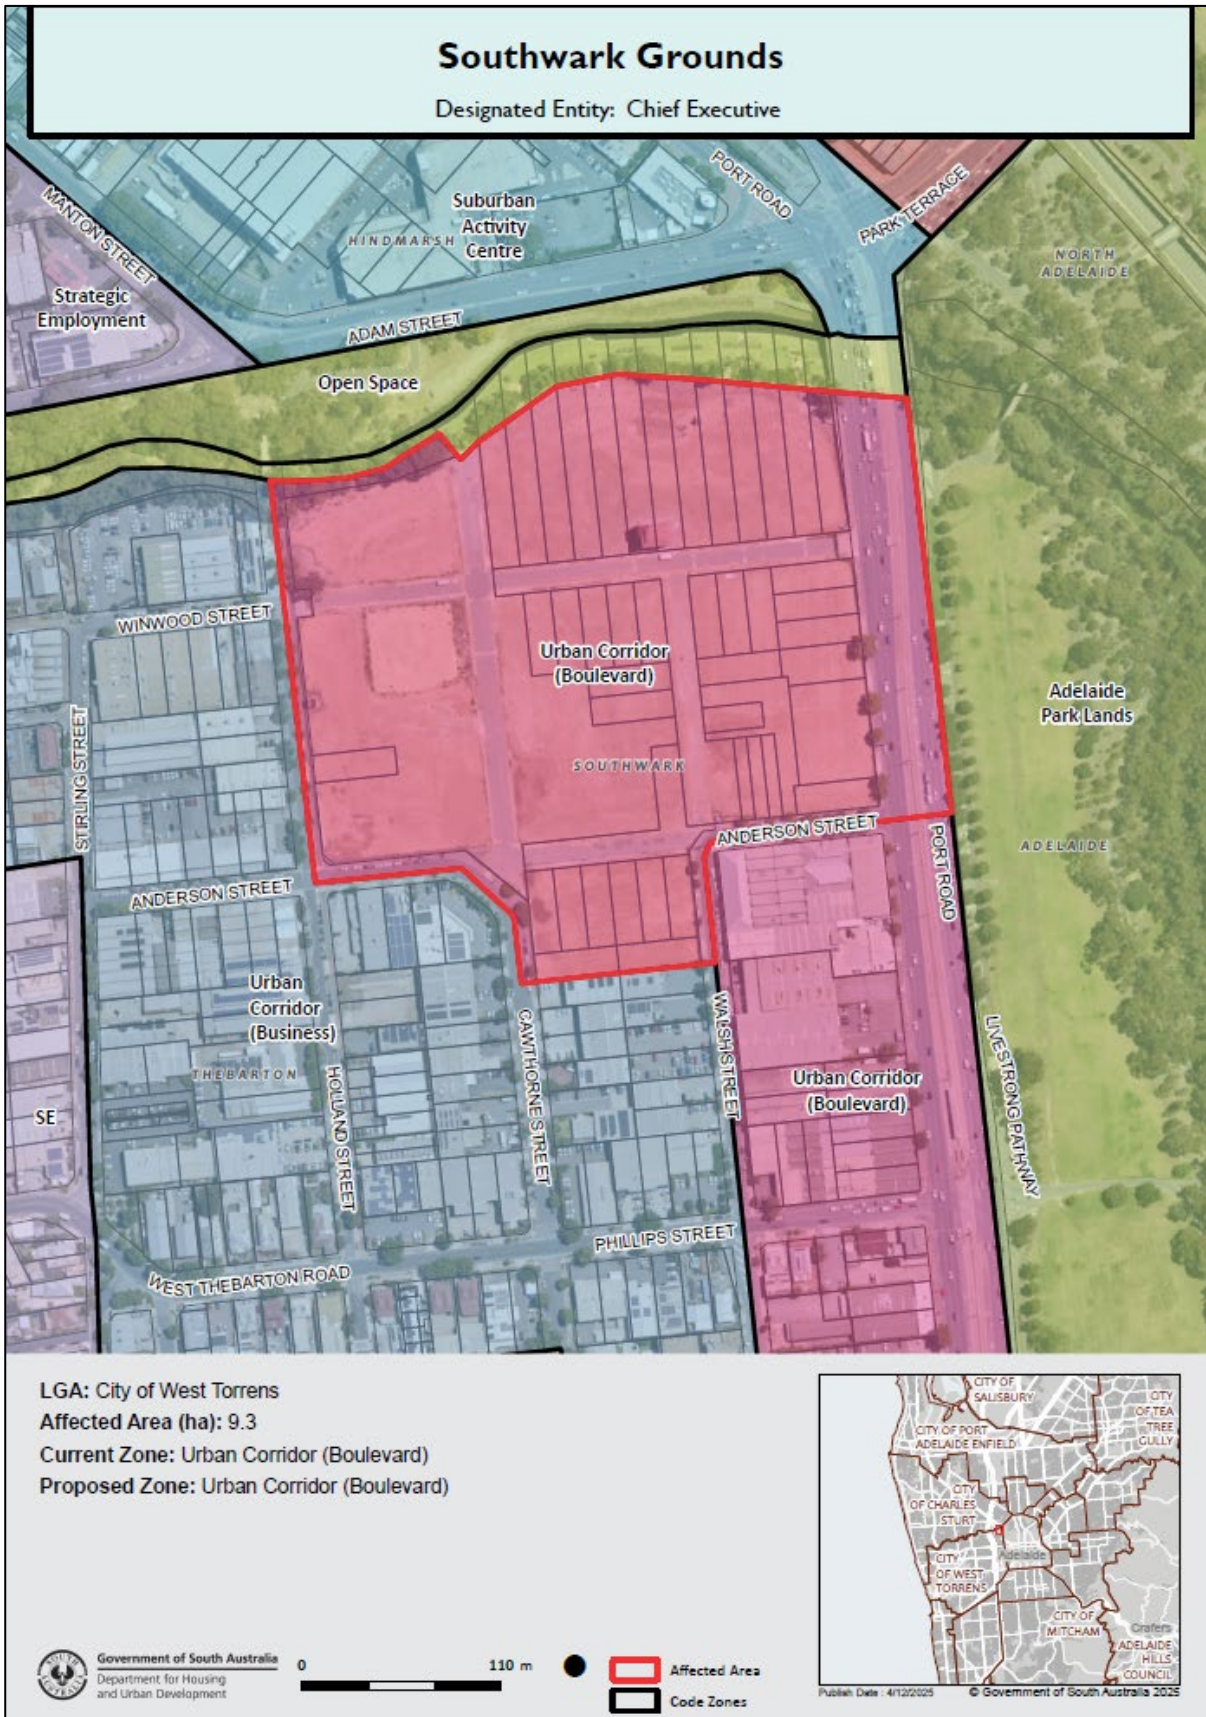 Southwark Grounds
Designated Entity: Chief Executive
PORT ROAD
PARK TERRACE
MANTON STREET
Suburban
Activity
Centre
HINDMARSH
NORTH
ADELAIDE
Strategic
Employment
ADAM STREET
Open Space
WINWOOD STREET
Urban Corridor
(Boulevard)
Adelaide
Park Lands
STIRLING STREET
SOUTHWARK
ANDERSON STREET
PORT ROAD
ADELAIDE
ANDERSON STREET
Urban
Corridor
(Business)
THEBARTON
CAWTHORNE STREET
WALSH STREET
LIVESTRONG PATHWAY
HOLLAND STREET
Urban Corridor
(Boulevard)
SE
PHILLIPS STREET
WEST THEBARTON ROAD
LGA: City of West Torrens
Affected Area (ha): 9.3
Current Zone: Urban Corridor (Boulevard)
Proposed Zone: Urban Corridor (Boulevard)
CITY OF
SALISBURY
CITY
OF TEA
TREE
GULLY
CITY OF PORT
ADELAIDE ENFIELD
CITY
OF CHARLES
STURT
Adelaide
CITY
OF WEST
TORRENS
CITY OF
MITCHAM
Crafers
ADELAIDE
HILLS
COUNCIL
SOUTH
AUSTRALIA
Government of South Australia
Department for Housing
and Urban Development
0 110 m
Affected Area
Code Zones
Publish Date : 4/12/2025 © Government of South Australia 2025